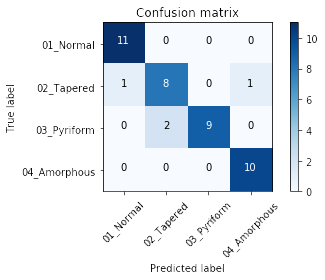 Confusion matrix
True label
01_Normal 11 0 0 0
02_Tapered 1 8 0 1
03_Pyriform 0 2 9 0
04_Amorphous 0 0 0 10
01_Normal 02_Tapered 03_Pyriform 04_Amorphous
Predicted label
10
8
6
4
2
0